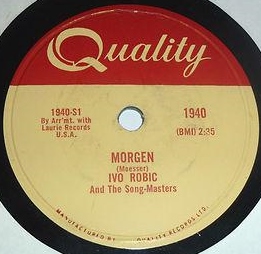 Quality
1940-S1
By Arr'mt. with
Laurie Records
U.S.A.
1940
(BMI) 2:35
MORGEN
(Moesser)
IVO ROBIC
And The Song-Masters
MANUFACTURED BY QUALITY RECORDS LTD.